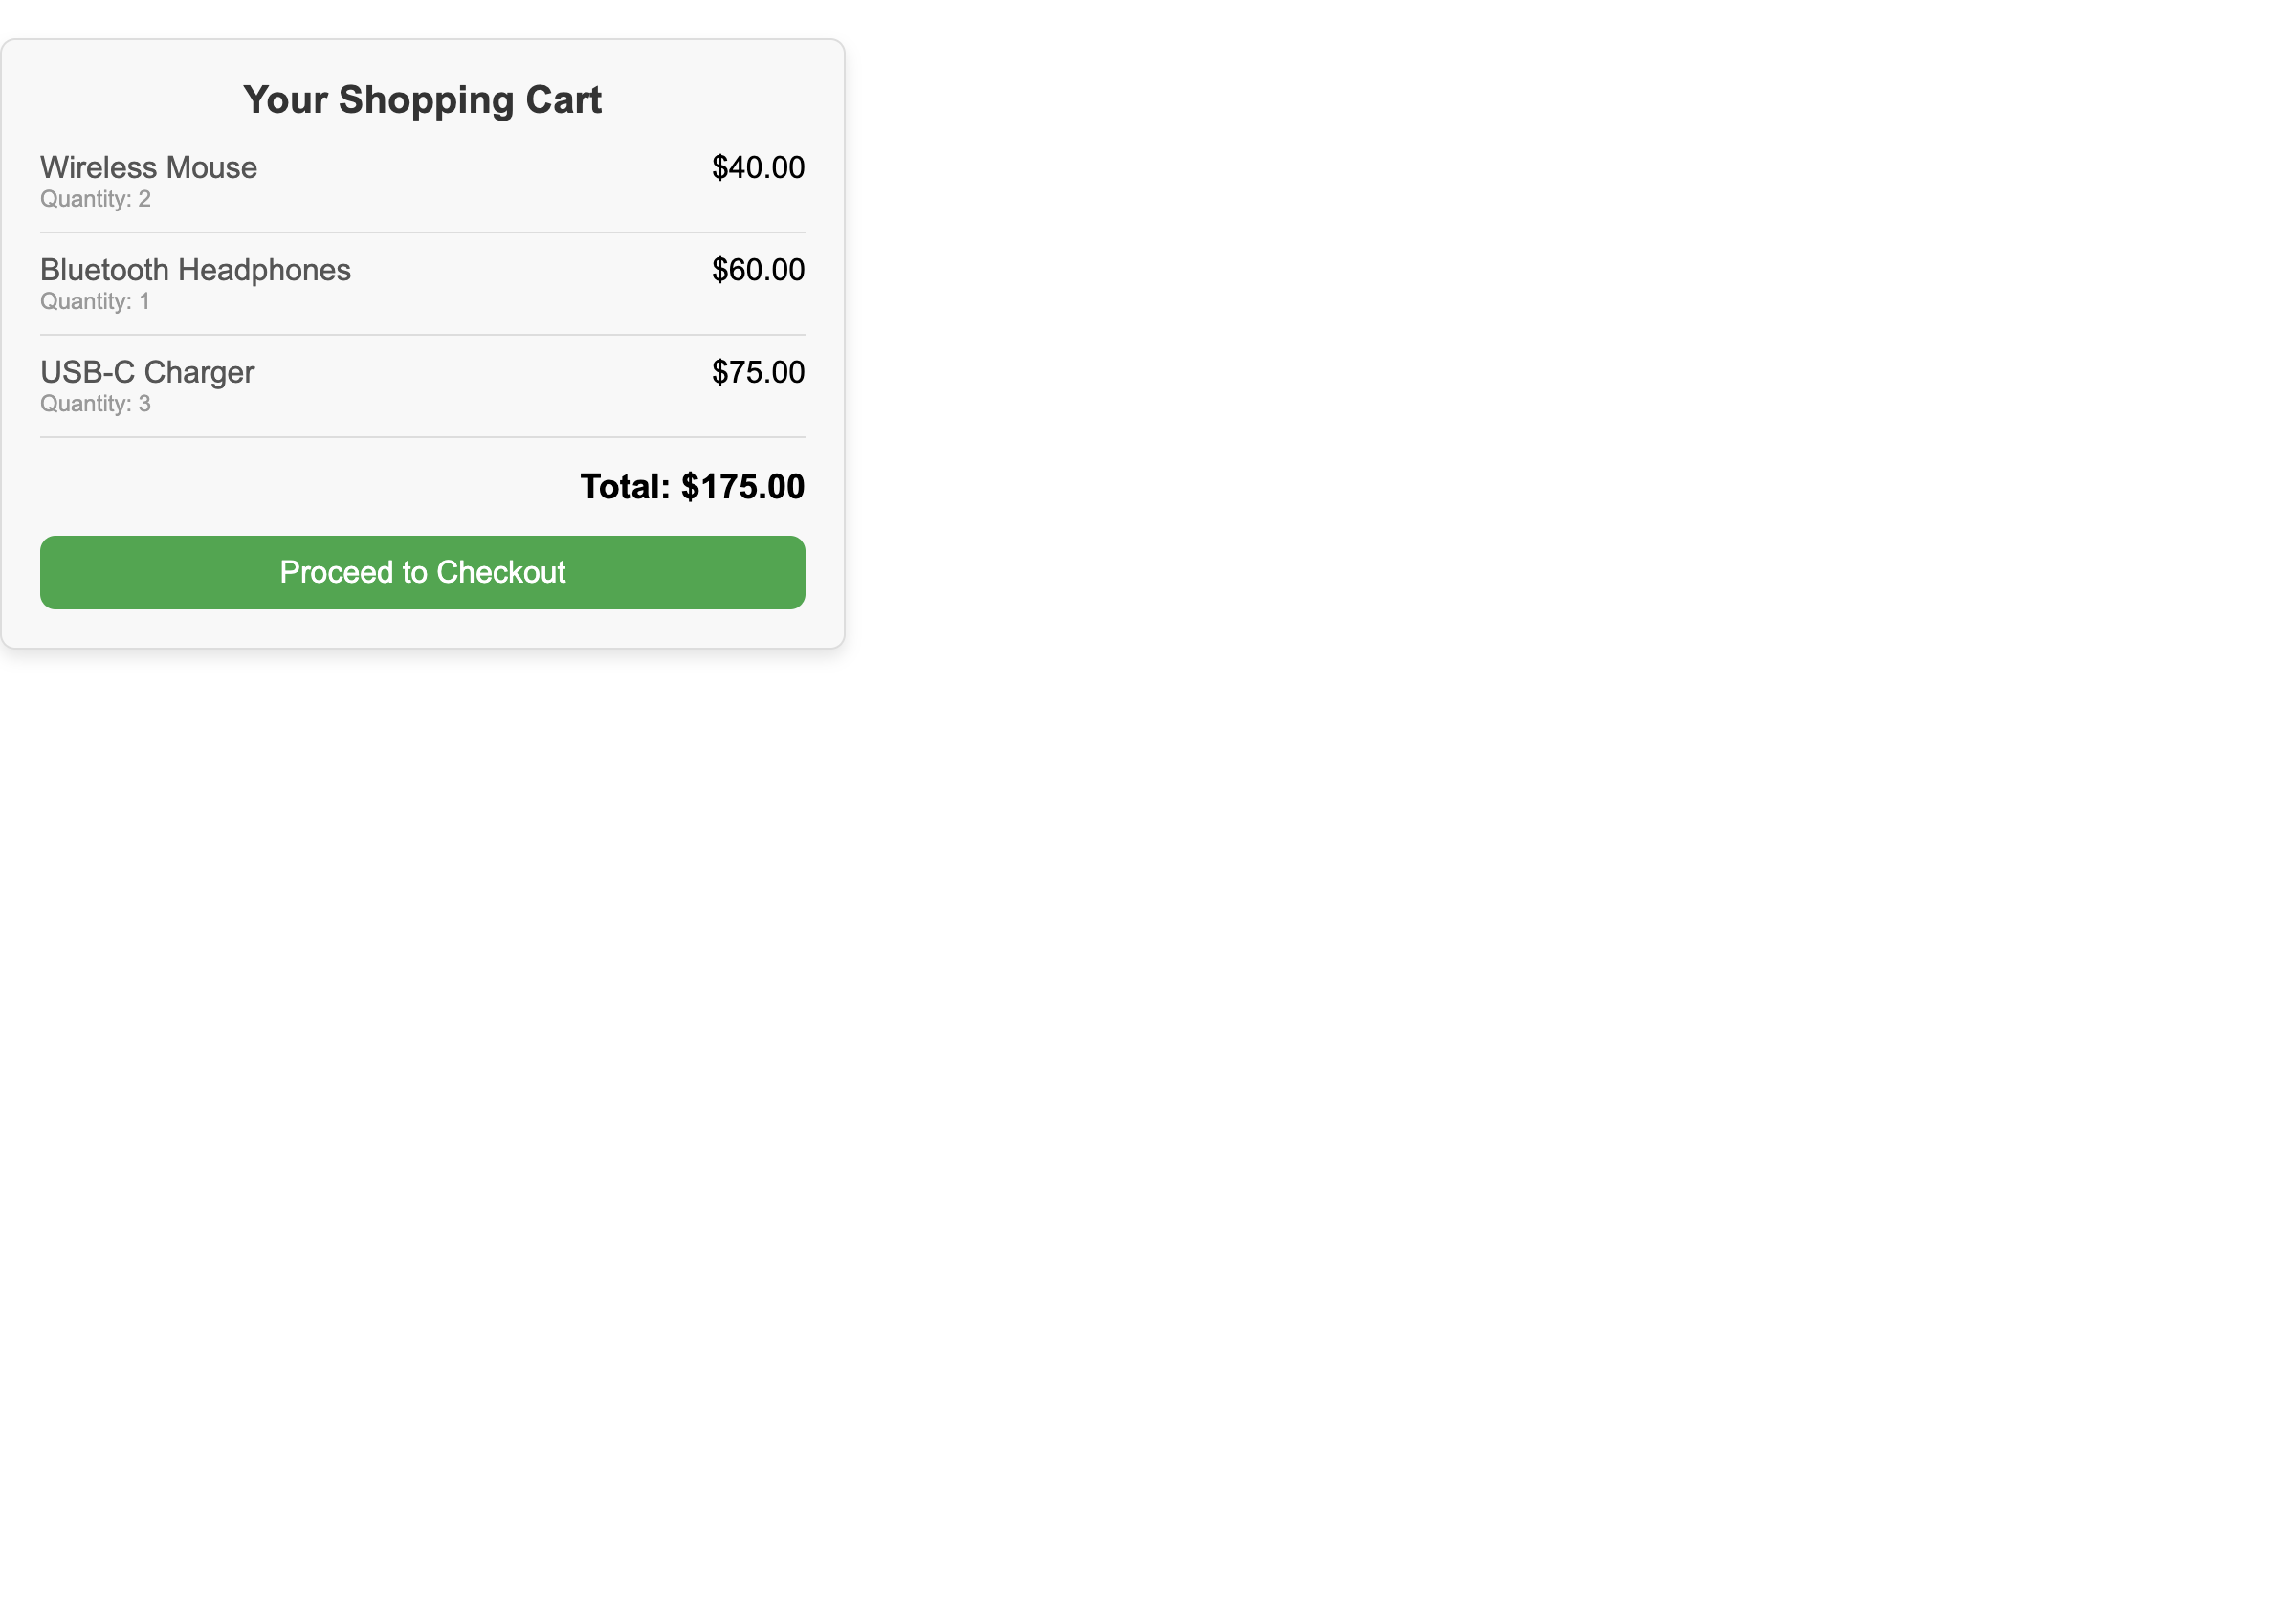 Your Shopping Cart
Wireless Mouse $40.00
Quantity: 2
Bluetooth Headphones $60.00
Quantity: 1
USB-C Charger $75.00
Quantity: 3
Total: $175.00
Proceed to Checkout